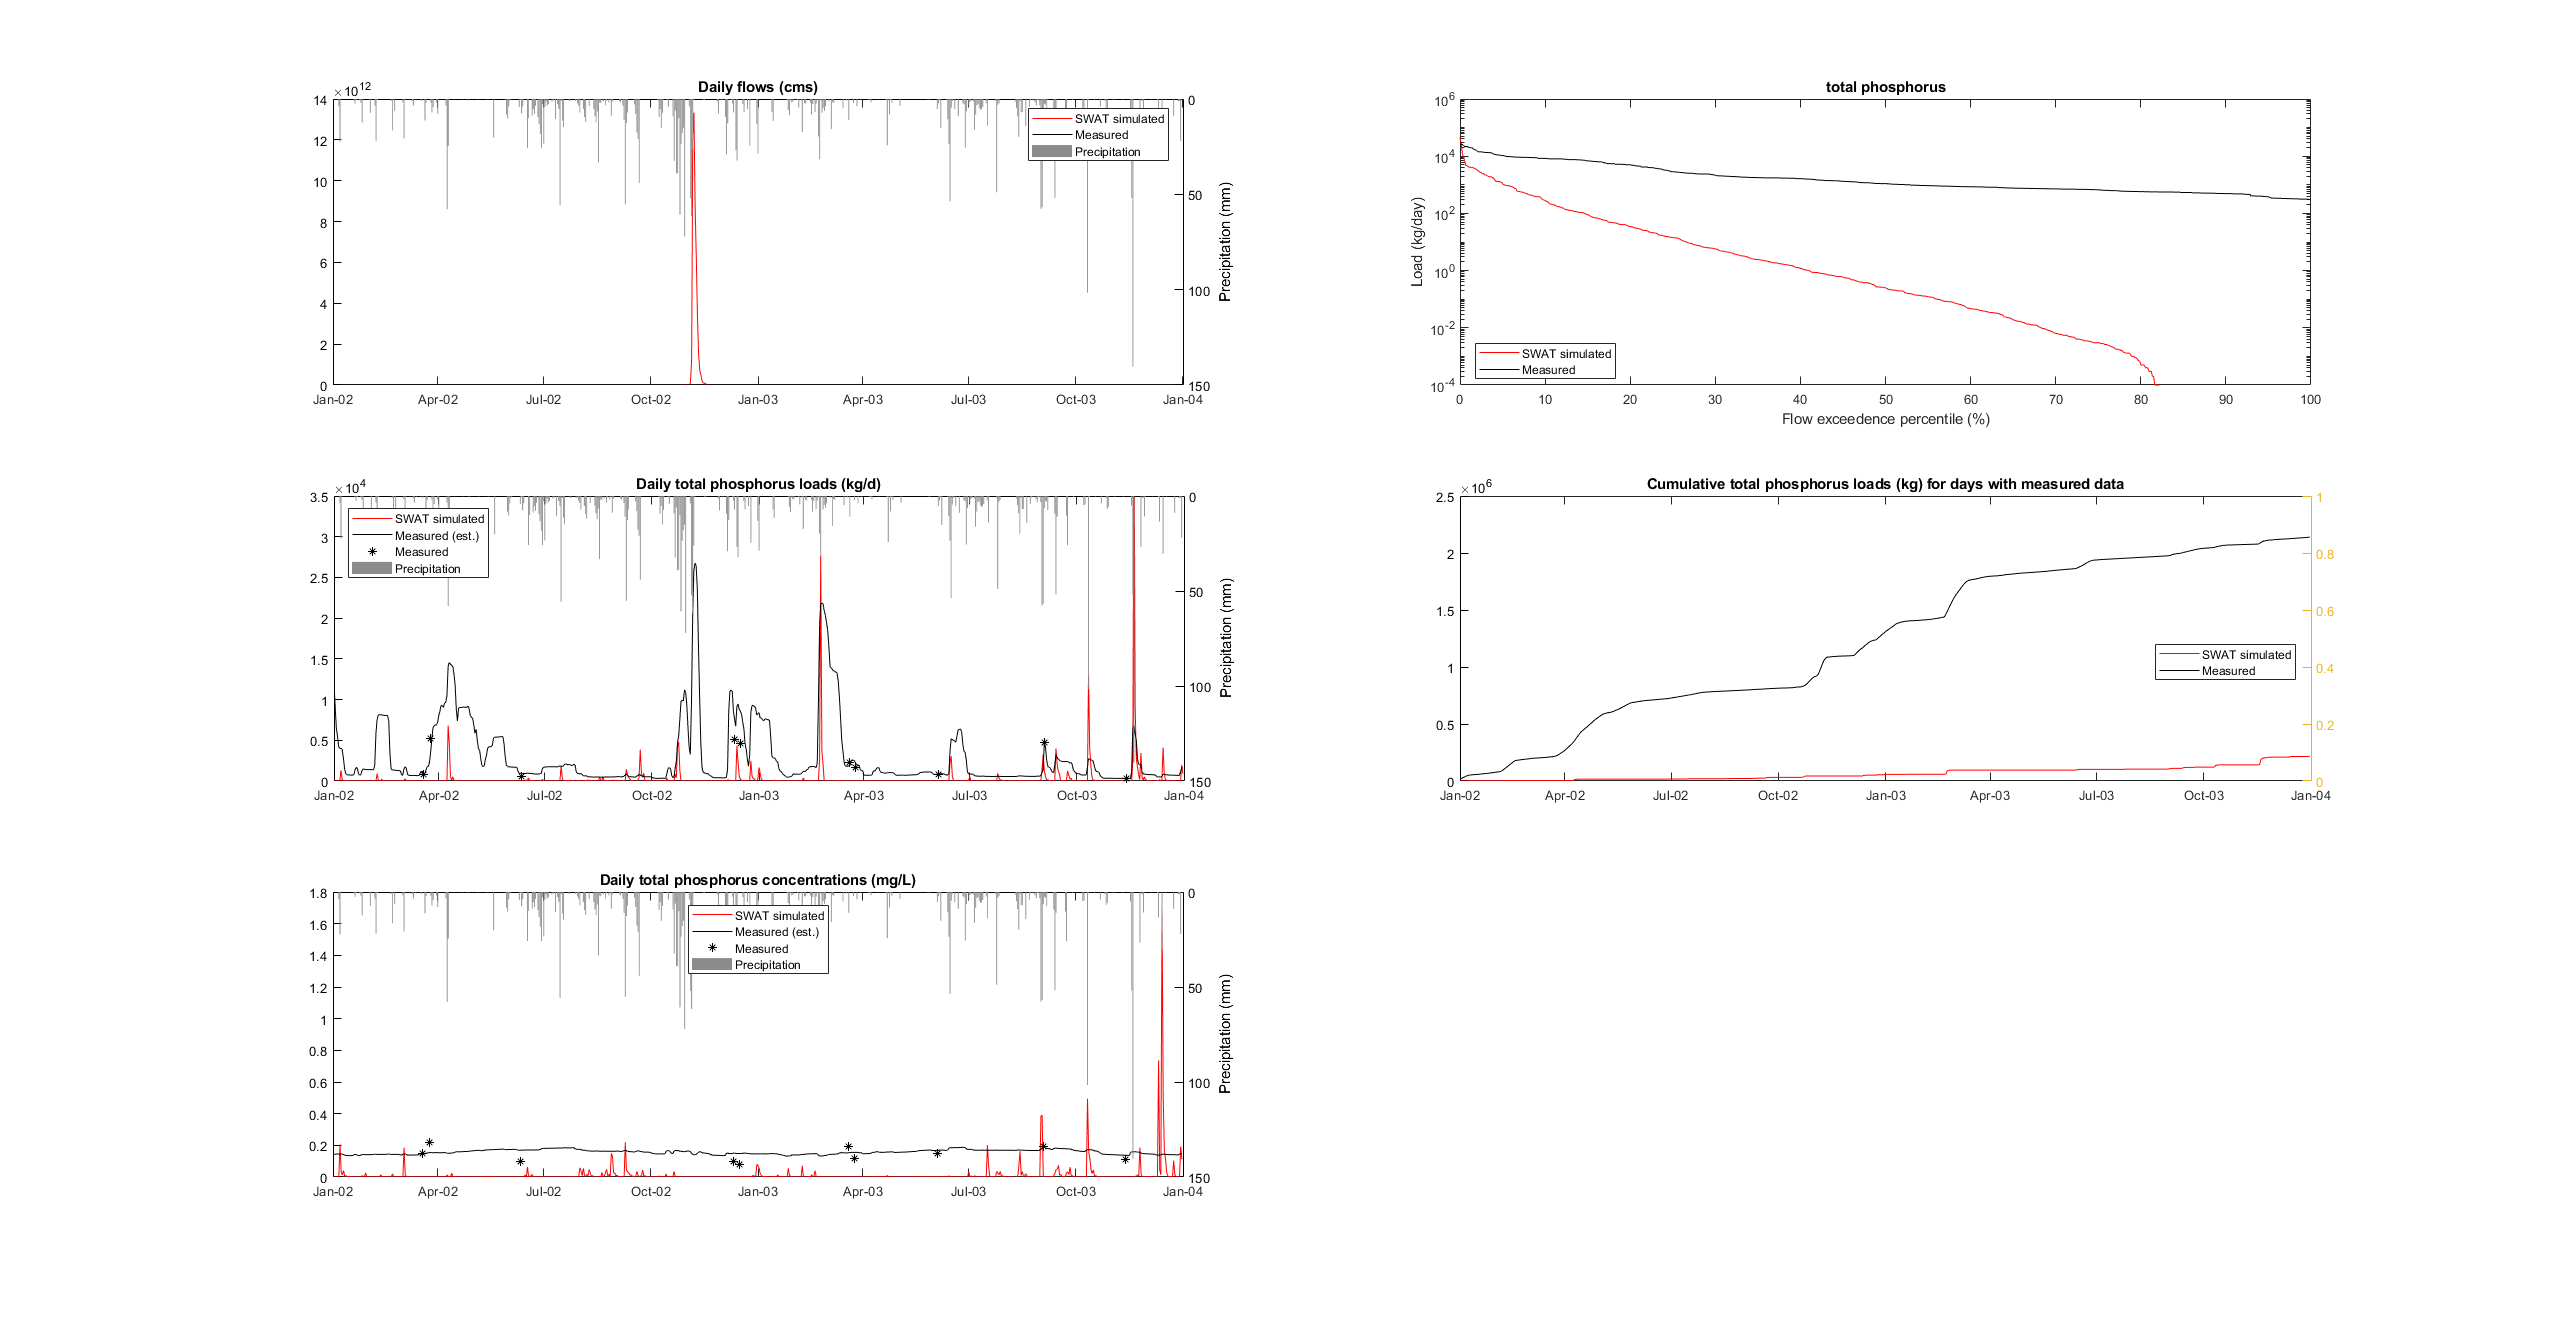 Daily flows (cms)
×10^12
14
12
10
8
6
4
2
0
0
50
100
150
Precipitation (mm)
SWAT simulated
Measured
Precipitation
Jan-02 Apr-02 Jul-02 Oct-02 Jan-03 Apr-03 Jul-03 Oct-03 Jan-04
total phosphorus
10^6
10^4
10^2
10^0
10^-2
10^-4
Load (kg/day)
SWAT simulated
Measured
0 10 20 30 40 50 60 70 80 90 100
Flow exceedence percentile (%)
Daily total phosphorus loads (kg/d)
×10^4
3.5
3
2.5
2
1.5
1
0.5
0
0
50
100
150
Precipitation (mm)
SWAT simulated
Measured (est.)
Measured
Precipitation
Jan-02 Apr-02 Jul-02 Oct-02 Jan-03 Apr-03 Jul-03 Oct-03 Jan-04
Cumulative total phosphorus loads (kg) for days with measured data
×10^6
2.5
2
1.5
1
0.5
0
1
0.8
0.6
0.4
0.2
0
SWAT simulated
Measured
Jan-02 Apr-02 Jul-02 Oct-02 Jan-03 Apr-03 Jul-03 Oct-03 Jan-04
Daily total phosphorus concentrations (mg/L)
1.8
1.6
1.4
1.2
1
0.8
0.6
0.4
0.2
0
0
50
100
150
Precipitation (mm)
SWAT simulated
Measured (est.)
Measured
Precipitation
Jan-02 Apr-02 Jul-02 Oct-02 Jan-03 Apr-03 Jul-03 Oct-03 Jan-04